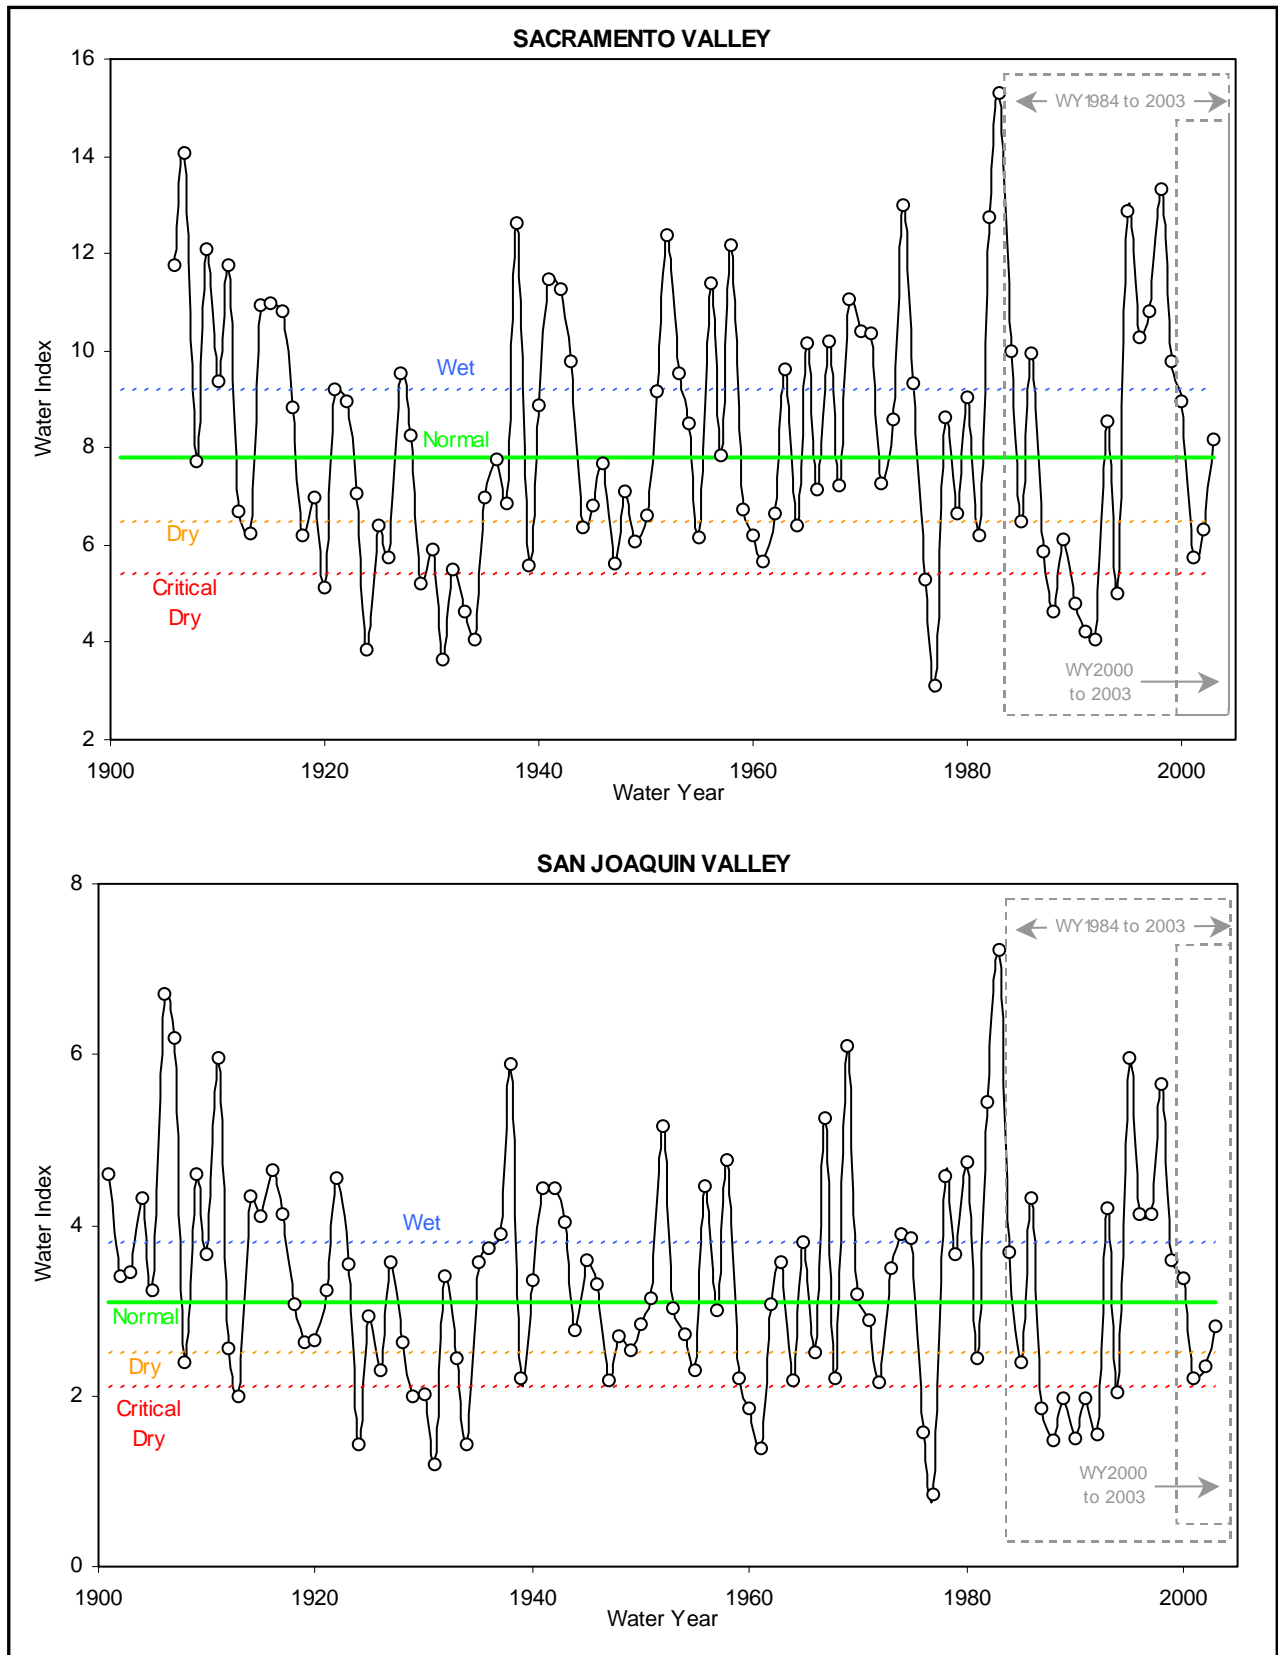 SACRAMENTO VALLEY
16
WY1984 to 2003
14
12
10
Wet
Normal
8
Dry
6
Critical
Dry
4
WY2000
to 2003
2
Water Index
1900
1920
1940
1960
1980
2000
Water Year
SAN JOAQUIN VALLEY
8
WY1984 to 2003
6
Wet
4
Normal
Dry
2
Critical
Dry
WY2000
to 2003
0
Water Index
1900
1920
1940
1960
1980
2000
Water Year